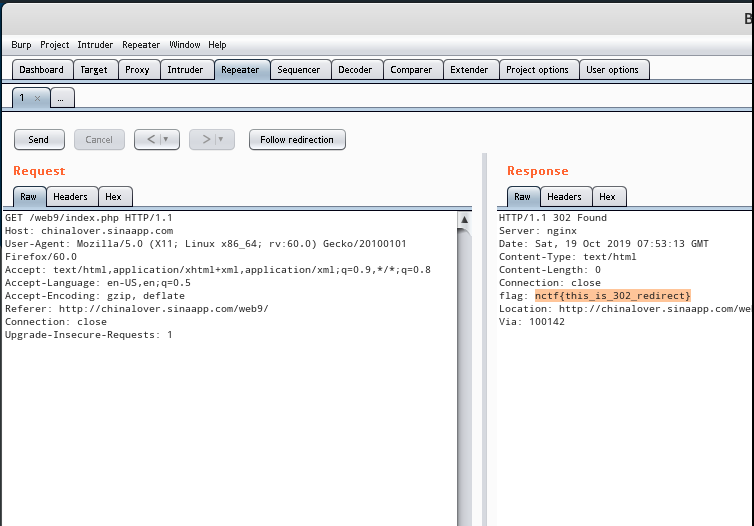 B
Burp Project Intruder Repeater Window Help
Dashboard Target Proxy Intruder Repeater Sequencer Decoder Comparer Extender Project options User options
1 × ...
Send Cancel < ▼ > ▼ Follow redirection
Request
Raw Headers Hex
GET /web9/index.php HTTP/1.1
Host: chinalover.sinaapp.com
User-Agent: Mozilla/5.0 (X11; Linux x86_64; rv:60.0) Gecko/20100101
Firefox/60.0
Accept: text/html,application/xhtml+xml,application/xml;q=0.9,*/*;q=0.8
Accept-Language: en-US,en;q=0.5
Accept-Encoding: gzip, deflate
Referer: http://chinalover.sinaapp.com/web9/
Connection: close
Upgrade-Insecure-Requests: 1
Response
Raw Headers Hex
HTTP/1.1 302 Found
Server: nginx
Date: Sat, 19 Oct 2019 07:53:13 GMT
Content-Type: text/html
Content-Length: 0
Connection: close
flag: nctf{this_is_302_redirect}
Location: http://chinalover.sinaapp.com/we
Via: 100142